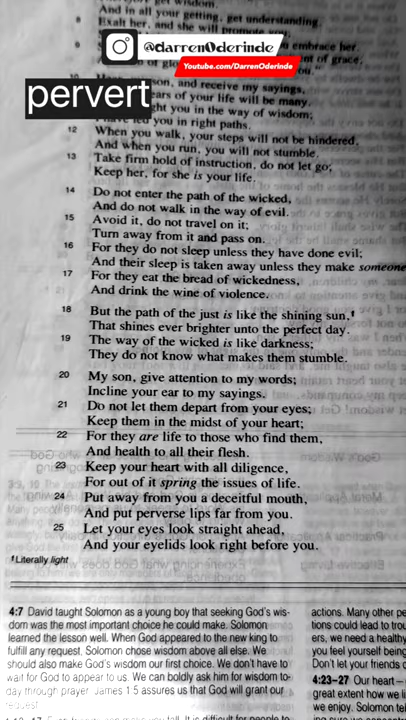 And in all your getting, get understanding.
8 Exalt her, and she will promote
embrace her.
of grace;
@darrenOderinde
Youtube.com/DarrenOderinde
you."
pervert
10 son, and receive my sayings,
years of your life will be many.
you in the way of wisdom;
led you in right paths.
12 When you walk, your steps will not be hindered,
And when you run, you will not stumble.
13 Take firm hold of instruction, do not let go;
Keep her, for she is your life.
14 Do not enter the path of the wicked,
And do not walk in the way of evil.
15 Avoid it, do not travel on it;
Turn away from it and pass on.
16 For they do not sleep unless they have done evil;
And their sleep is taken away unless they make someone
17 For they eat the bread of wickedness,
And drink the wine of violence.
18 But the path of the just is like the shining sun,¹
That shines ever brighter unto the perfect day.
19 The way of the wicked is like darkness;
They do not know what makes them stumble.
20 My son, give attention to my words;
Incline your ear to my sayings.
21 Do not let them depart from your eyes;
Keep them in the midst of your heart;
22 For they are life to those who find them,
And health to all their flesh.
23 Keep your heart with all diligence,
For out of it spring the issues of life.
24 Put away from you a deceitful mouth,
And put perverse lips far from you.
25 Let your eyes look straight ahead,
And your eyelids look right before you.
¹Literally light
4:7 David taught Solomon as a young boy that seeking God's wis-
dom was the most important choice he could make. Solomon
learned the lesson well. When God appeared to the new king to
fulfill any request, Solomon chose wisdom above all else. We
should also make God's wisdom our first choice. We don't have to
wait for God to appear to us. We can boldly ask him for wisdom to-
day through prayer. James 1:5 assures us that God will grant our
request.
actions. Many other pe
tions could lead to trou
ers, we need a healthy
you feel yourself being
Don't let your friends c
4:23–27 Our heart—
great extent how we li
we enjoy. Solomon tel